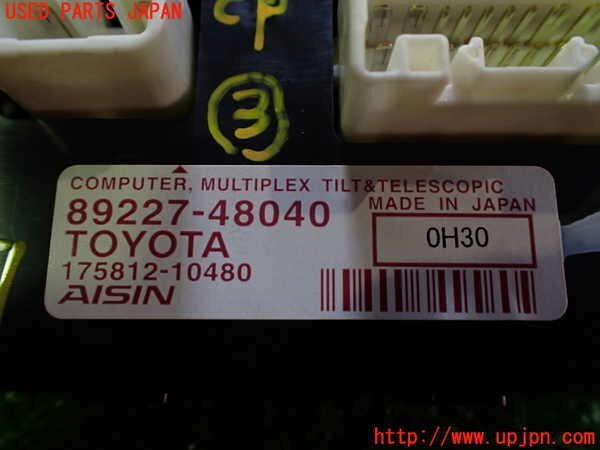 USED PARTS JAPAN
CP
3
COMPUTER, MULTIPLEX TILT&TELESCOPIC
89227-48040
MADE IN JAPAN
TOYOTA
0H30
175812-10480
AISIN
http://www.upjpn.com